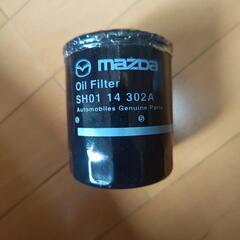 mazda
Oil Filter
SH01 14 302A
Automobiles Genuine Parts